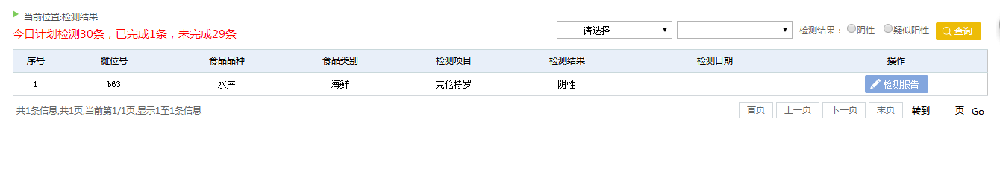 当前位置:检测结果
今日计划检测30条，已完成1条，未完成29条
-------请选择------- 检测结果： 阴性 疑似阳性 查询
序号 摊位号 食品品种 食品类别 检测项目 检测结果 检测日期 操作
1 b63 水产 海鲜 克伦特罗 阴性 检测报告
共1条信息,共1页,当前第1/1页,显示1至1条信息 首页 上一页 下一页 末页 转到 页 Go